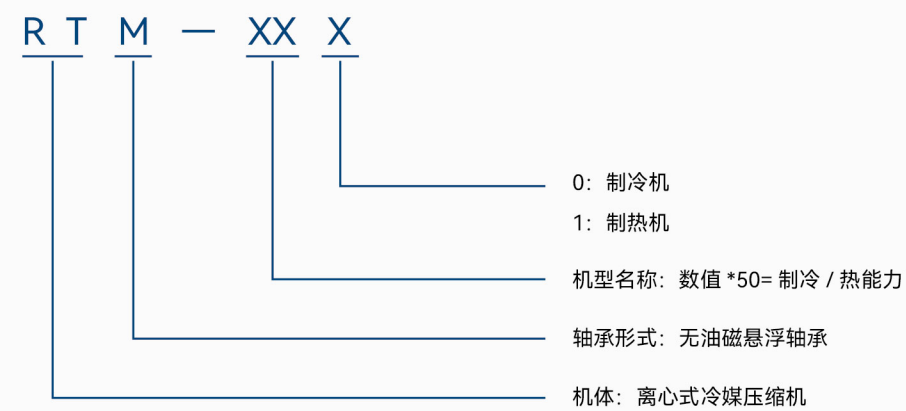 RTM — XX X
0：制冷机
1：制热机
机型名称：数值 *50= 制冷 / 热能力
轴承形式：无油磁悬浮轴承
机体：离心式冷媒压缩机